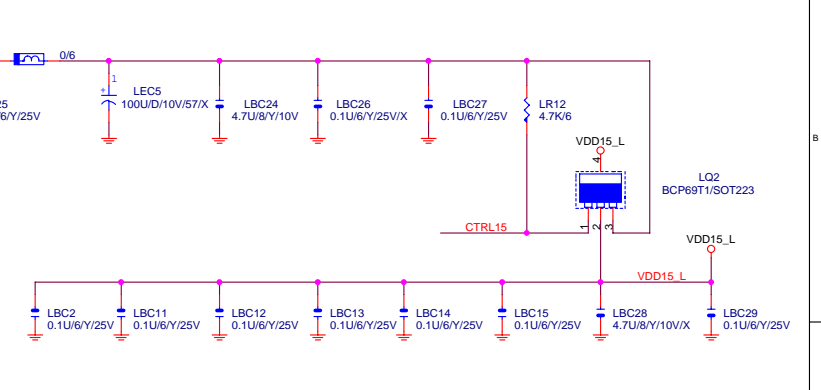 0/6
1
+
LEC5
100U/D/10V/57/X
LBC24
4.7U/8/Y/10V
LBC26
0.1U/6/Y/25V/X
LBC27
0.1U/6/Y/25V
LR12
4.7K/6
25
6/Y/25V
B
VDD15_L
4
LQ2
BCP69T1/SOT223
CTRL15
1
2
3
VDD15_L
VDD15_L
LBC2
0.1U/6/Y/25V
LBC11
0.1U/6/Y/25V
LBC12
0.1U/6/Y/25V
LBC13
0.1U/6/Y/25V
LBC14
0.1U/6/Y/25V
LBC15
0.1U/6/Y/25V
LBC28
4.7U/8/Y/10V/X
LBC29
0.1U/6/Y/25V